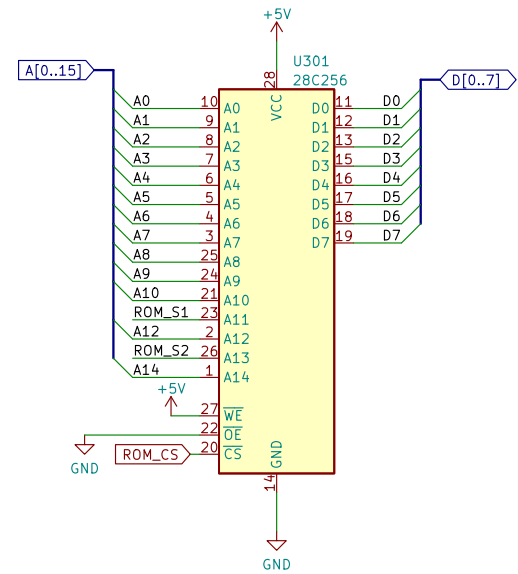 +5V
A[0..15]
U301
28C256
D[0..7]
28
VCC
A0 10 A0 D0 11 D0
A1 9 A1 D1 12 D1
A2 8 A2 D2 13 D2
A3 7 A3 D3 15 D3
A4 6 A4 D4 16 D4
A5 5 A5 D5 17 D5
A6 4 A6 D6 18 D6
A7 3 A7 D7 19 D7
A8 25 A8
A9 24 A9
A10 21 A10
ROM_S1 23 A11
A12 2 A12
ROM_S2 26 A13
A14 1 A14
+5V
27 WE
22 OE
GND
ROM_CS 20 CS
GND
14
GND